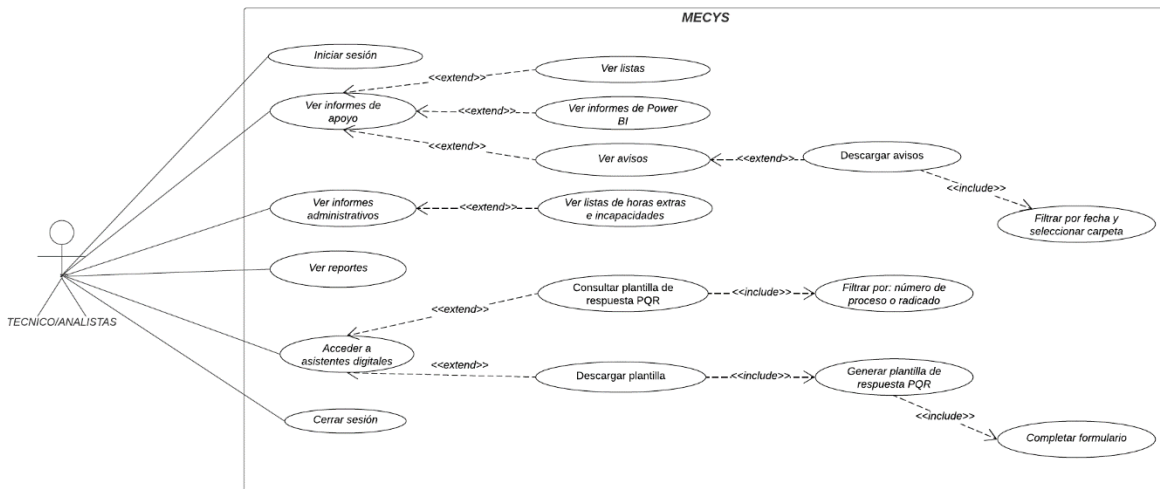 MECYS
Iniciar sesión
<<extend>>
Ver listas
Ver informes de
apoyo
<<extend>>
Ver informes de Power
BI
<<extend>>
Ver avisos
<<extend>>
Descargar avisos
<<include>>
Ver informes
administrativos
<<extend>>
Ver listas de horas extras
e incapacidades
Filtrar por fecha y
seleccionar carpeta
Ver reportes
TECNICO/ANALISTAS
<<extend>>
Consultar plantilla de
respuesta PQR
<<include>>
Filtrar por: número de
proceso o radicado
Acceder a
asistentes digitales
<<extend>>
Descargar plantilla
<<include>>
Generar plantilla de
respuesta PQR
<<include>>
Cerrar sesión
Completar formulario